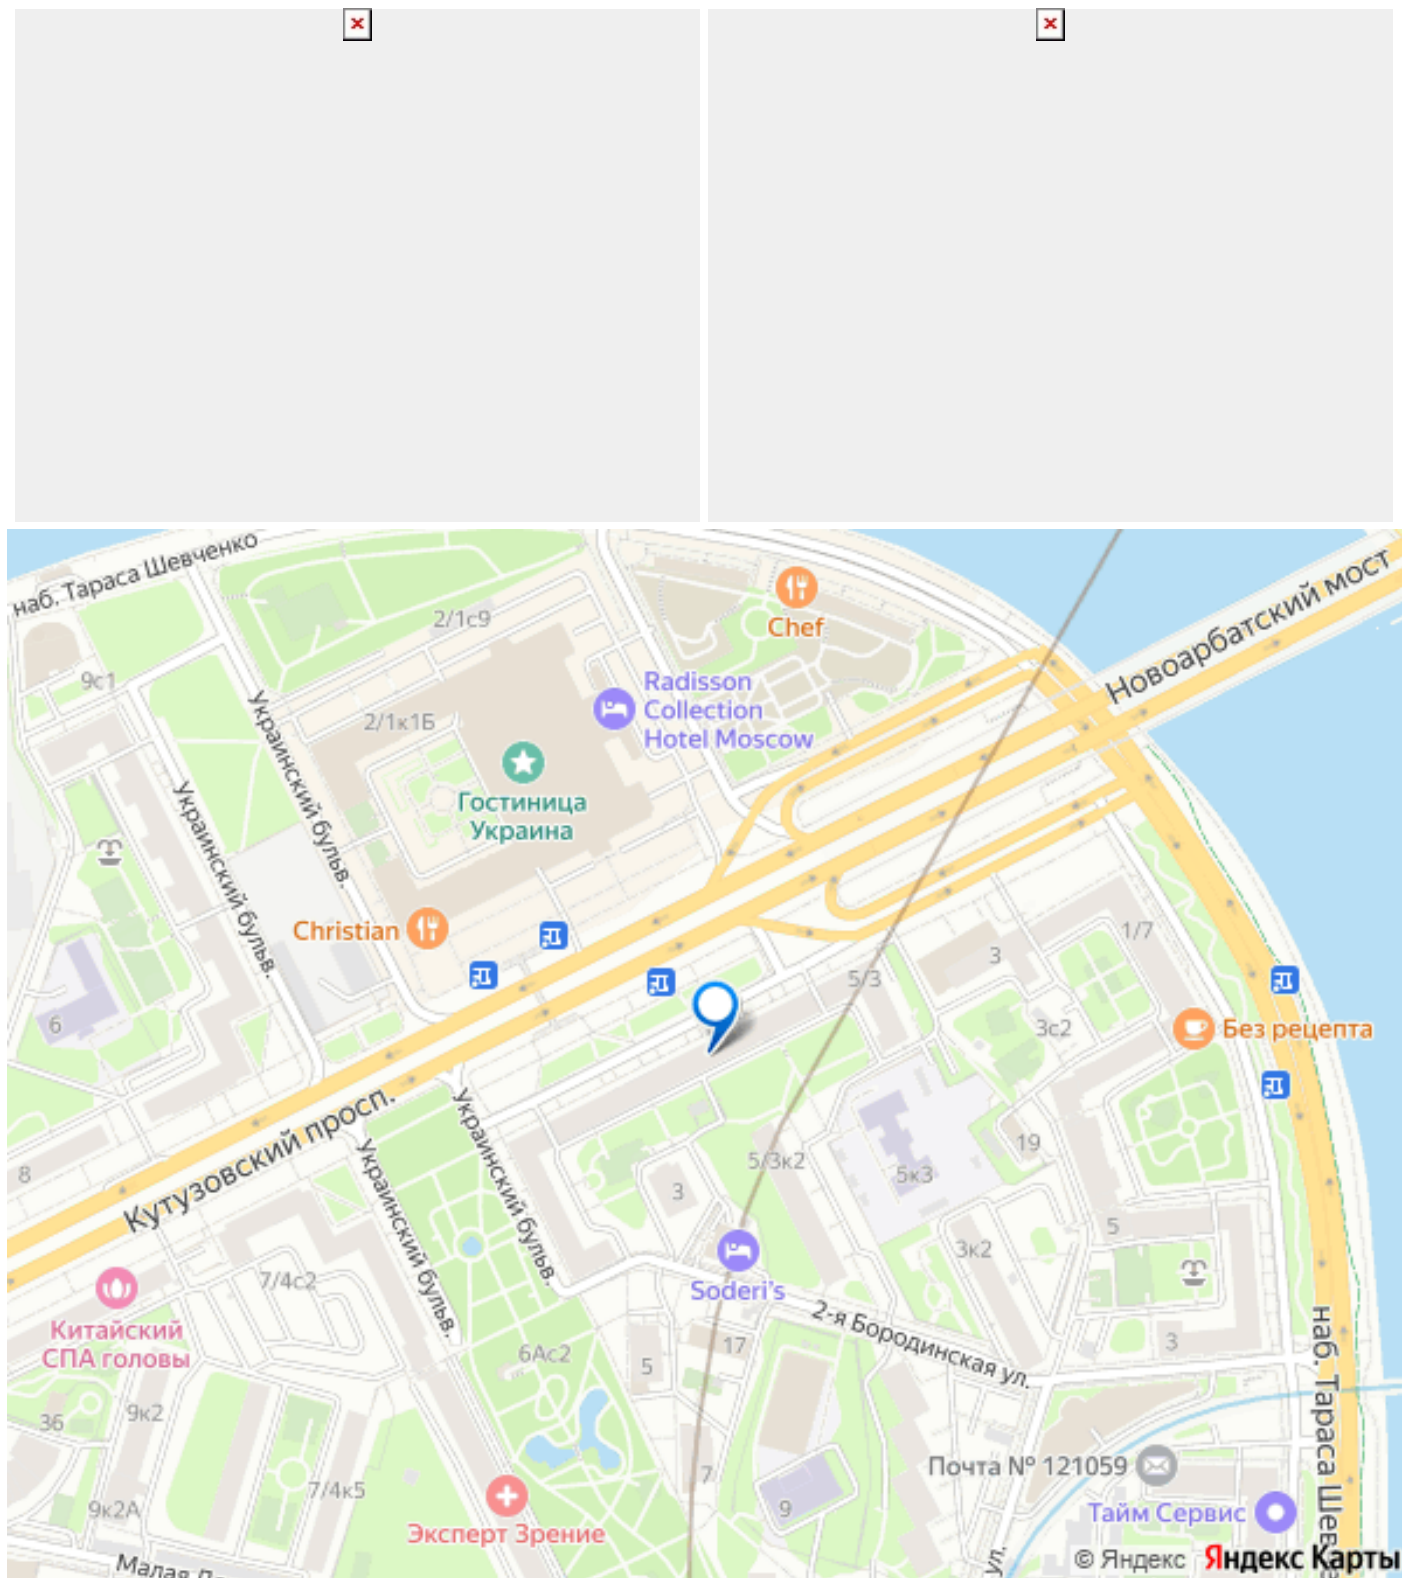 наб. Тараса Шевченко
Chef
2/1с9
Новоарбатский мост
9с1
Radisson
Collection
Hotel Moscow
2/1к1Б
Украинский бульв.
Украинский бульв.
Гостиница
Украина
Christian
1/7
3
5/3
6
3с2
Без рецепта
Кутузовский просп.
Украинский бульв.
Украинский бульв.
19
8
5/3к2
5к3
3
5
3к2
7/4с2
Soderi's
2-я Бородинская ул.
Китайский
СПА головы
17
3
6Ас2
5
наб. Тараса Шев
36
9к2
7/4к5
7
Почта № 121059
9к2А
9
Тайм Сервис
Эксперт Зрение
Малая
ул.
© Яндекс Яндекс Карты